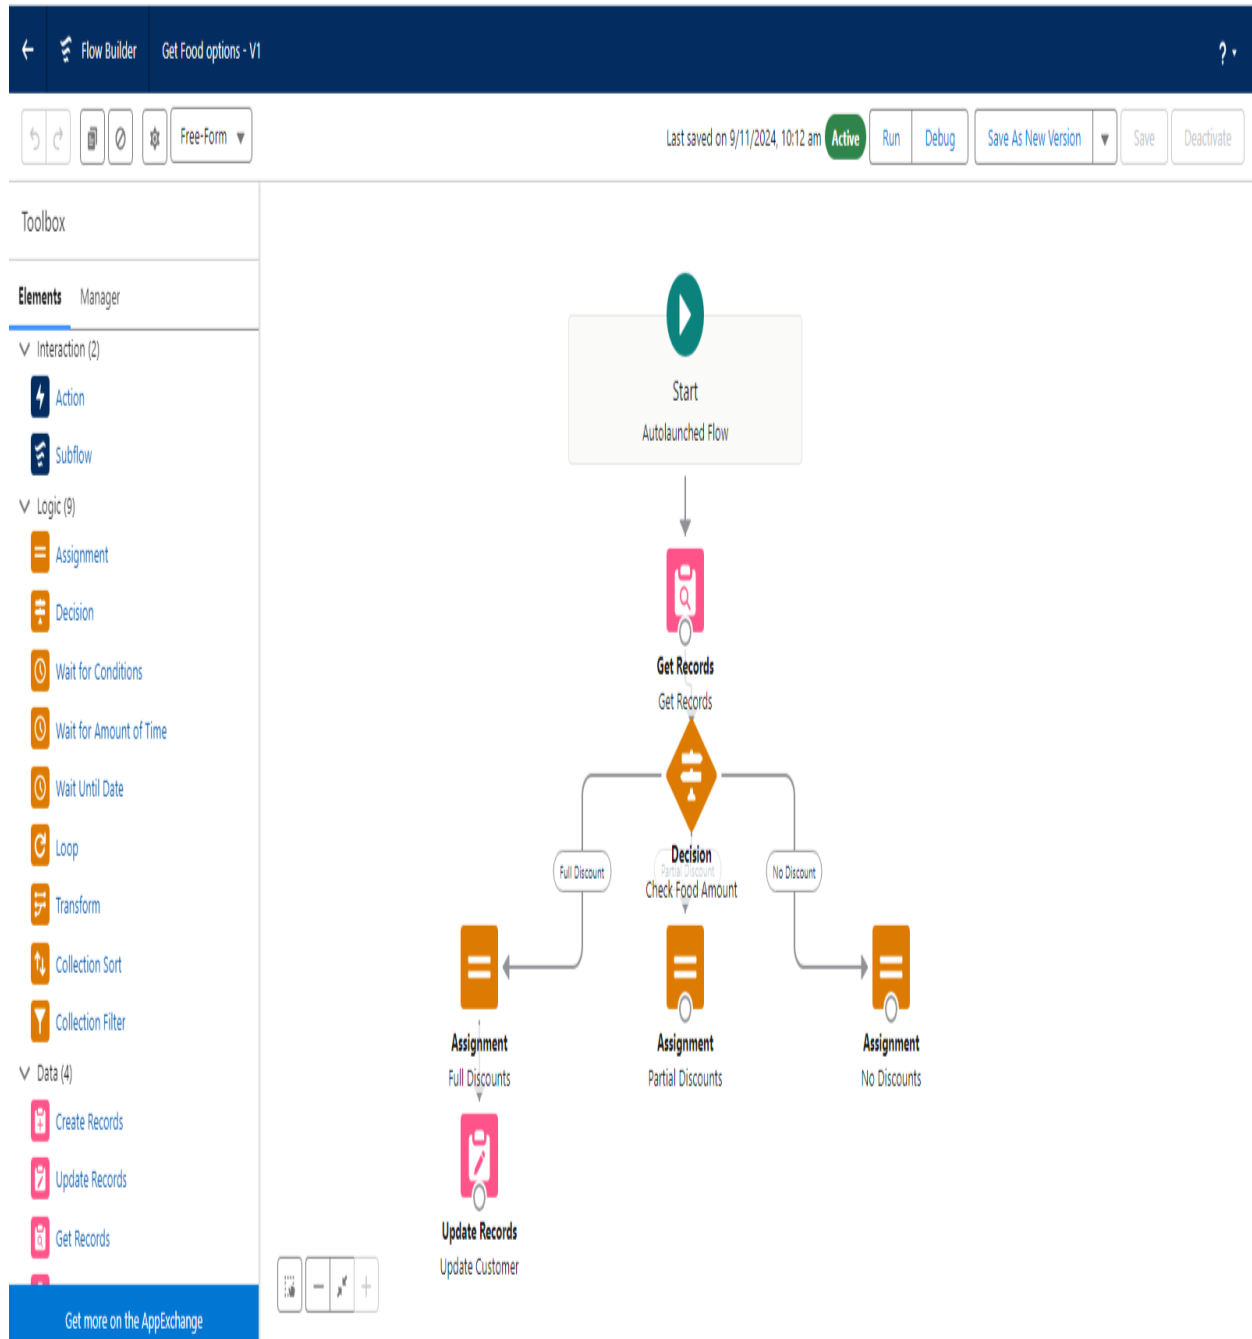 Flow Builder
Get Food options - V1
?
Free-Form
Last saved on 9/11/2024, 10:12 am
Active
Run
Debug
Save As New Version
Save
Deactivate
Toolbox
Elements
Manager
Interaction (2)
Action
Subflow
Logic (9)
Assignment
Decision
Wait for Conditions
Wait for Amount of Time
Wait Until Date
Loop
Transform
Collection Sort
Collection Filter
Data (4)
Create Records
Update Records
Get Records
Get more on the AppExchange
Start
Autolaunched Flow
Get Records
Get Records
Decision
Full Discount
Partial Discount
No Discount
Check Food Amount
Assignment
Full Discounts
Assignment
Partial Discounts
Assignment
No Discounts
Update Records
Update Customer